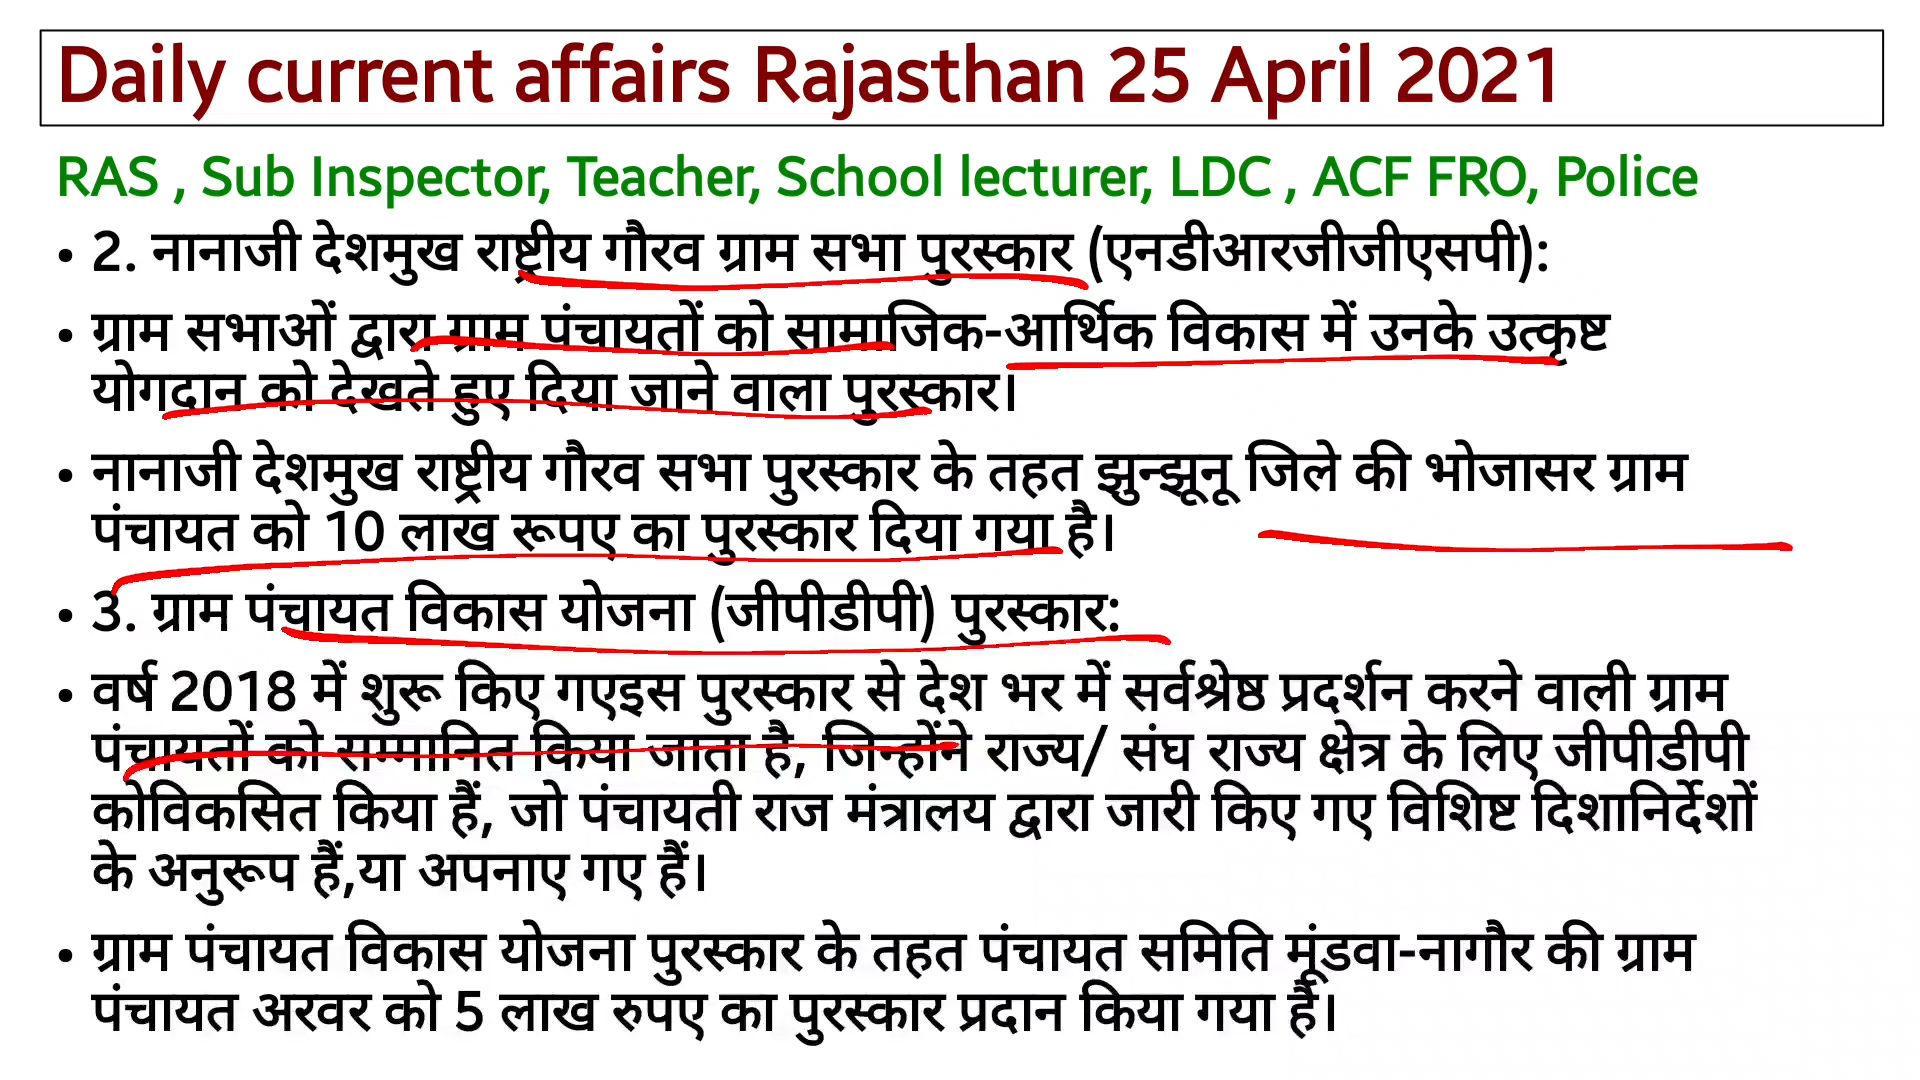 Daily current affairs Rajasthan 25 April 2021
RAS , Sub Inspector, Teacher, School lecturer, LDC , ACF FRO, Police
• 2. नानाजी देशमुख राष्ट्रीय गौरव ग्राम सभा पुरस्कार (एनडीआरजीजीएसपी):
• ग्राम सभाओं द्वारा ग्राम पंचायतों को सामाजिक-आर्थिक विकास में उनके उत्कृष्ट
योगदान को देखते हुए दिया जाने वाला पुरस्कार।
• नानाजी देशमुख राष्ट्रीय गौरव सभा पुरस्कार के तहत झुन्झूनू जिले की भोजासर ग्राम
पंचायत को 10 लाख रूपए का पुरस्कार दिया गया है।
• 3. ग्राम पंचायत विकास योजना (जीपीडीपी) पुरस्कार:
• वर्ष 2018 में शुरू किए गएइस पुरस्कार से देश भर में सर्वश्रेष्ठ प्रदर्शन करने वाली ग्राम
पंचायतों को सम्मानित किया जाता है, जिन्होंने राज्य/ संघ राज्य क्षेत्र के लिए जीपीडीपी
कोविकसित किया हैं, जो पंचायती राज मंत्रालय द्वारा जारी किए गए विशिष्ट दिशानिर्देशों
के अनुरूप हैं,या अपनाए गए हैं।
• ग्राम पंचायत विकास योजना पुरस्कार के तहत पंचायत समिति मूंडवा-नागौर की ग्राम
पंचायत अरवर को 5 लाख रुपए का पुरस्कार प्रदान किया गया है।